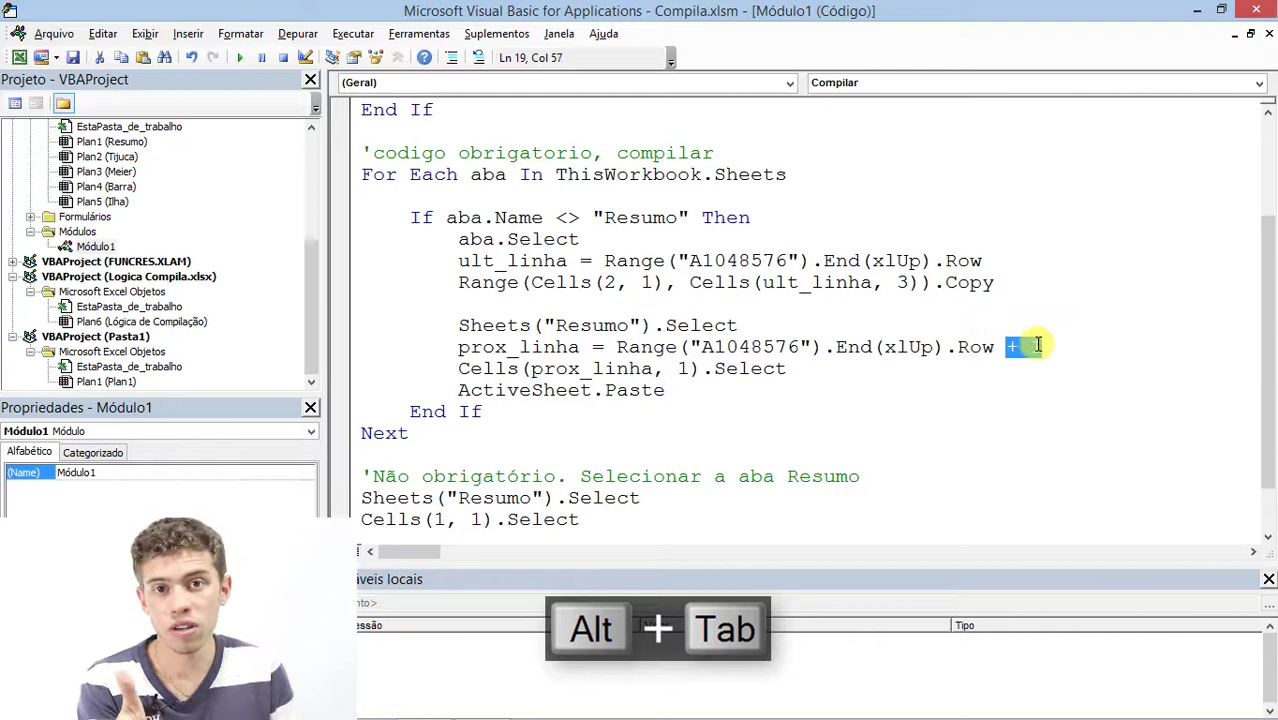 Microsoft Visual Basic for Applications - Compila.xlsm - [Módulo1 (Código)]
Arquivo Editar Exibir Inserir Formatar Depurar Executar Ferramentas Suplementos Janela Ajuda
Ln 19, Col 57
Projeto - VBAProject
EstaPasta_de_trabalho
Plan1 (Resumo)
Plan2 (Tijuca)
Plan3 (Meier)
Plan4 (Barra)
Plan5 (Ilha)
Formulários
Módulos
Módulo1
VBAProject (FUNCRES.XLAM)
VBAProject (Logica Compila.xlsx)
Microsoft Excel Objetos
EstaPasta_de_trabalho
Plan6 (Lógica de Compilação)
VBAProject (Pasta1)
Microsoft Excel Objetos
EstaPasta_de_trabalho
Plan1 (Plan1)
Propriedades - Módulo1
Módulo1 Módulo
Alfabético Categorizado
(Name) Módulo1
(Geral) Compilar
End If
'codigo obrigatorio, compilar
For Each aba In ThisWorkbook.Sheets
If aba.Name <> "Resumo" Then
aba.Select
ult_linha = Range("A1048576").End(xlUp).Row
Range(Cells(2, 1), Cells(ult_linha, 3)).Copy
Sheets("Resumo").Select
prox_linha = Range("A1048576").End(xlUp).Row +
Cells(prox_linha, 1).Select
ActiveSheet.Paste
End If
Next
'Não obrigatório. Selecionar a aba Resumo
Sheets("Resumo").Select
Cells(1, 1).Select
áveis locais
nto>
ssão Tipo
Alt + Tab